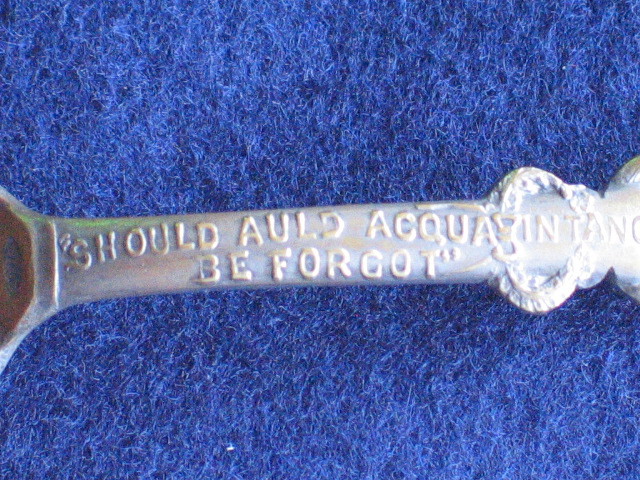 "SHOULD AULD ACQUAINTANC
BE FORGOT"